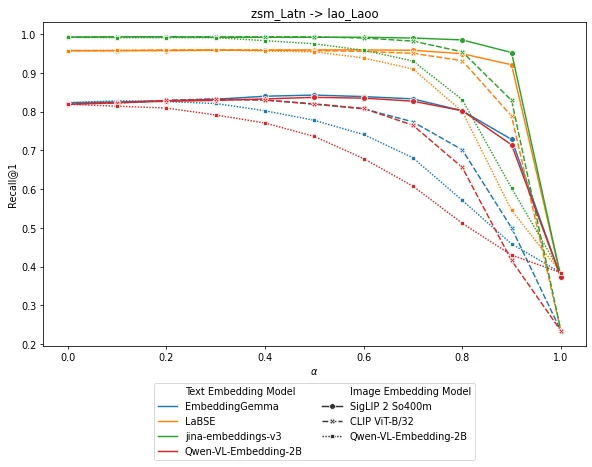 zsm_Latn -> lao_Laoo
Recall@1
1.0
0.9
0.8
0.7
0.6
0.5
0.4
0.3
0.2
0.0 0.2 0.4 0.6 0.8 1.0
α
Text Embedding Model
EmbeddingGemma
LaBSE
jina-embeddings-v3
Qwen-VL-Embedding-2B
Image Embedding Model
SigLIP 2 So400m
CLIP ViT-B/32
Qwen-VL-Embedding-2B